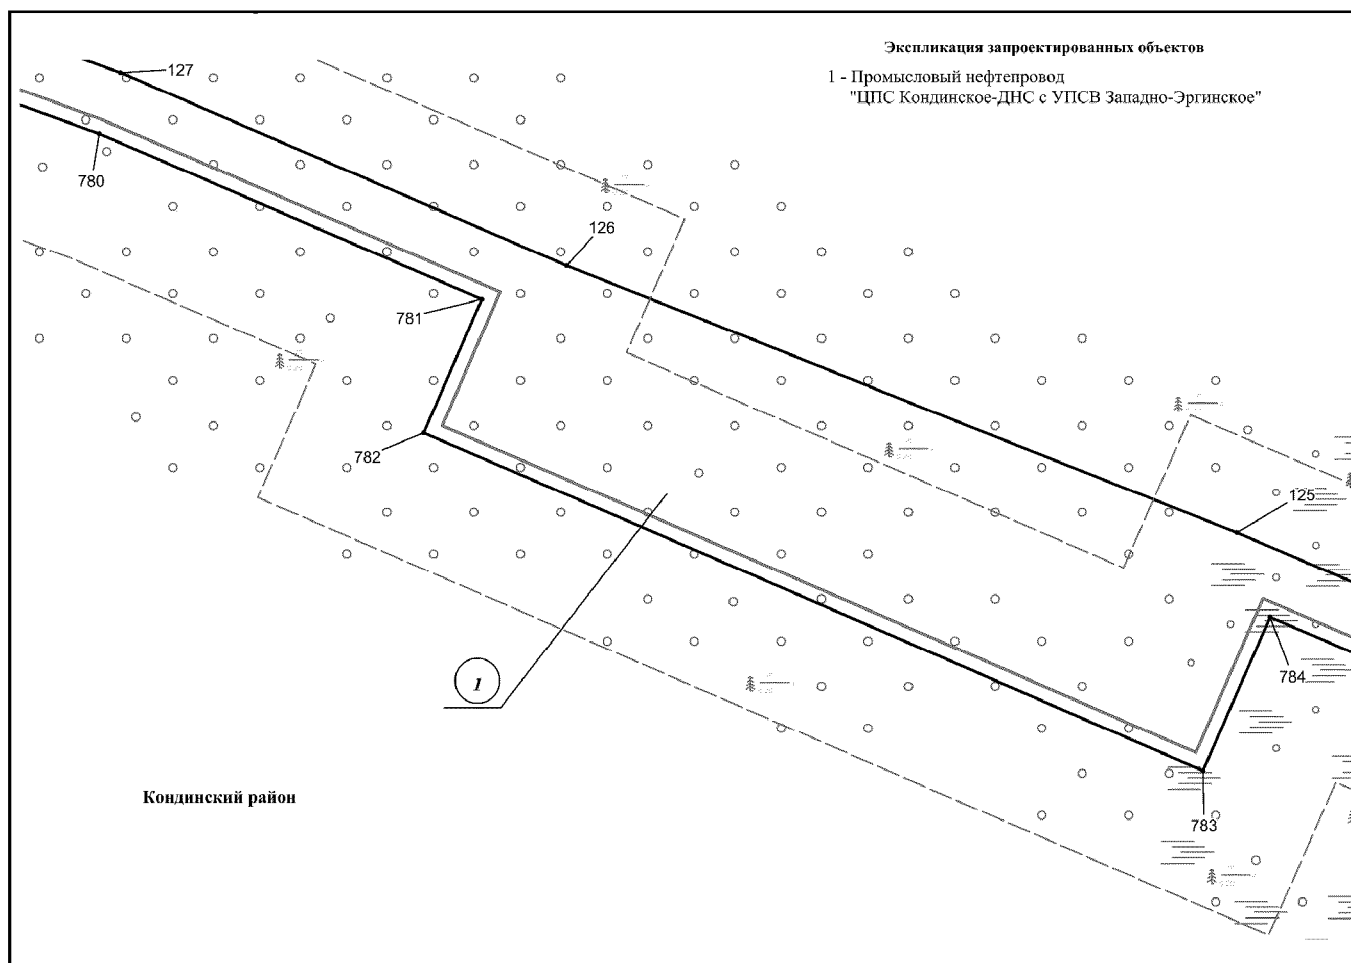 Экспликация запроектированных объектов
1 - Промысловый нефтепровод
"ЦПС Кондинское-ДНС с УПСВ Западно-Эргинское"
127
780
126
781
782
125
1
784
783
Кондинский район